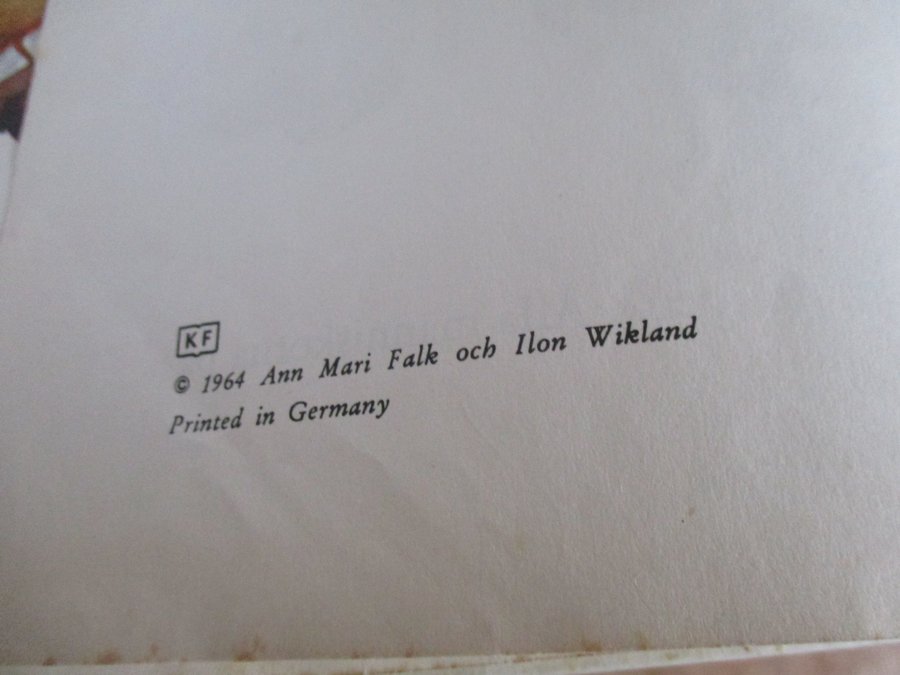 KF
© 1964 Ann Mari Falk och Ilon Wikland
Printed in Germany